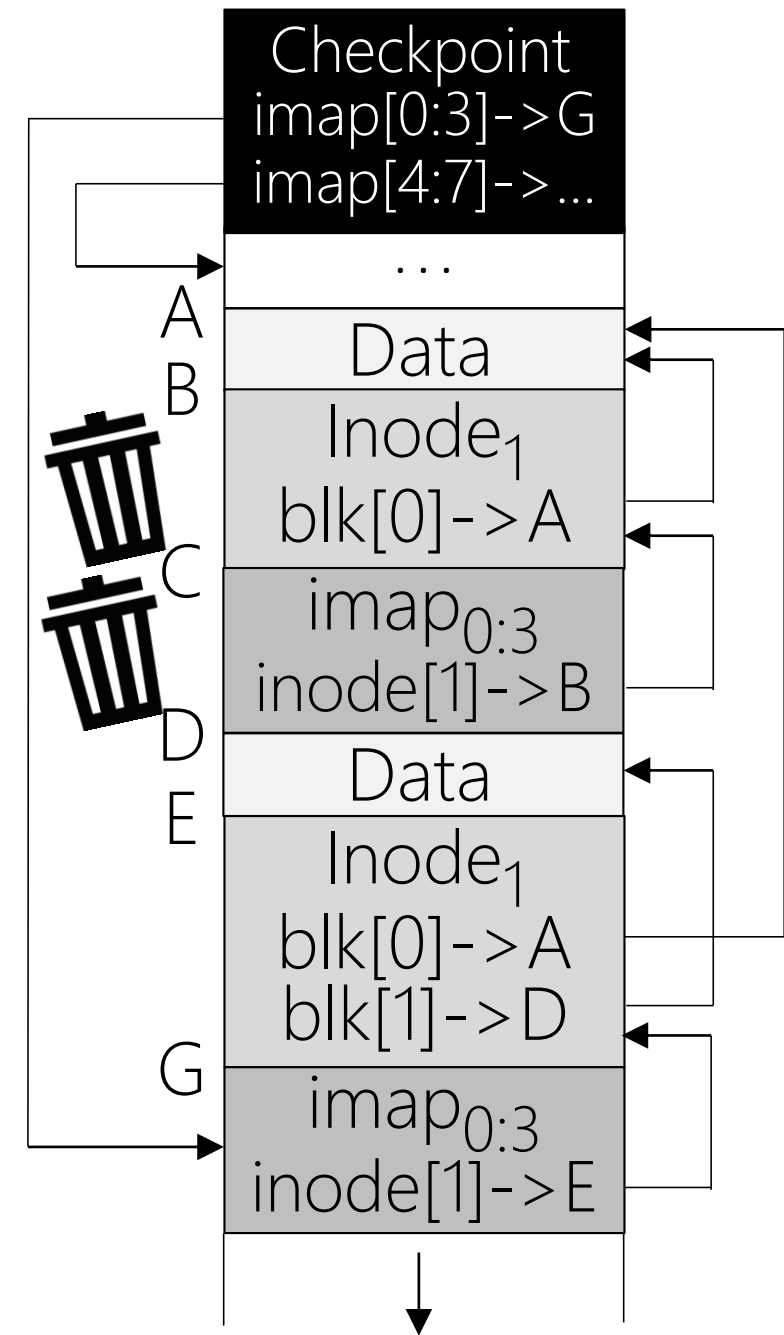 Checkpoint
imap[0:3]->G
imap[4:7]->...
...
A
Data
B
Inode1
blk[0]->A
C
imap0:3
inode[1]->B
D
Data
E
Inode1
blk[0]->A
blk[1]->D
G
imap0:3
inode[1]->E